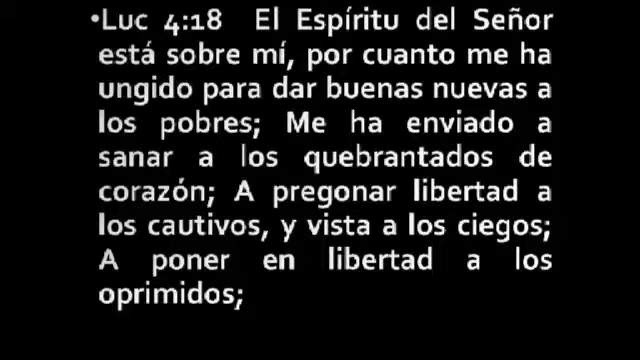 •Luc 4:18 El Espíritu del Señor
está sobre mí, por cuanto me ha
ungido para dar buenas nuevas a
los pobres; Me ha enviado a
sanar a los quebrantados de
corazón; A pregonar libertad a
los cautivos, y vista a los ciegos;
A poner en libertad a los
oprimidos;